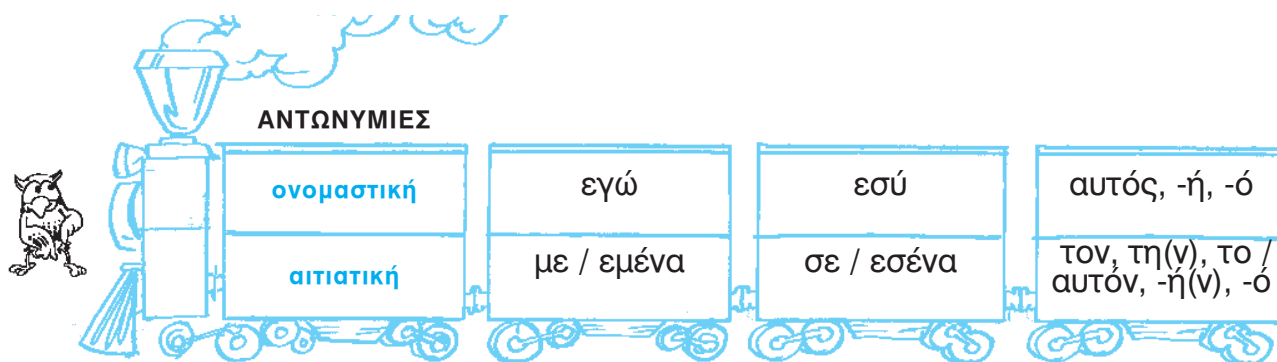 ΑΝΤΩΝΥΜΙΕΣ
ονομαστική εγώ εσύ αυτός, -ή, -ό
αιτιατική με / εμένα σε / εσένα τον, τη(ν), το /
αυτόν, -ή(ν), -ό